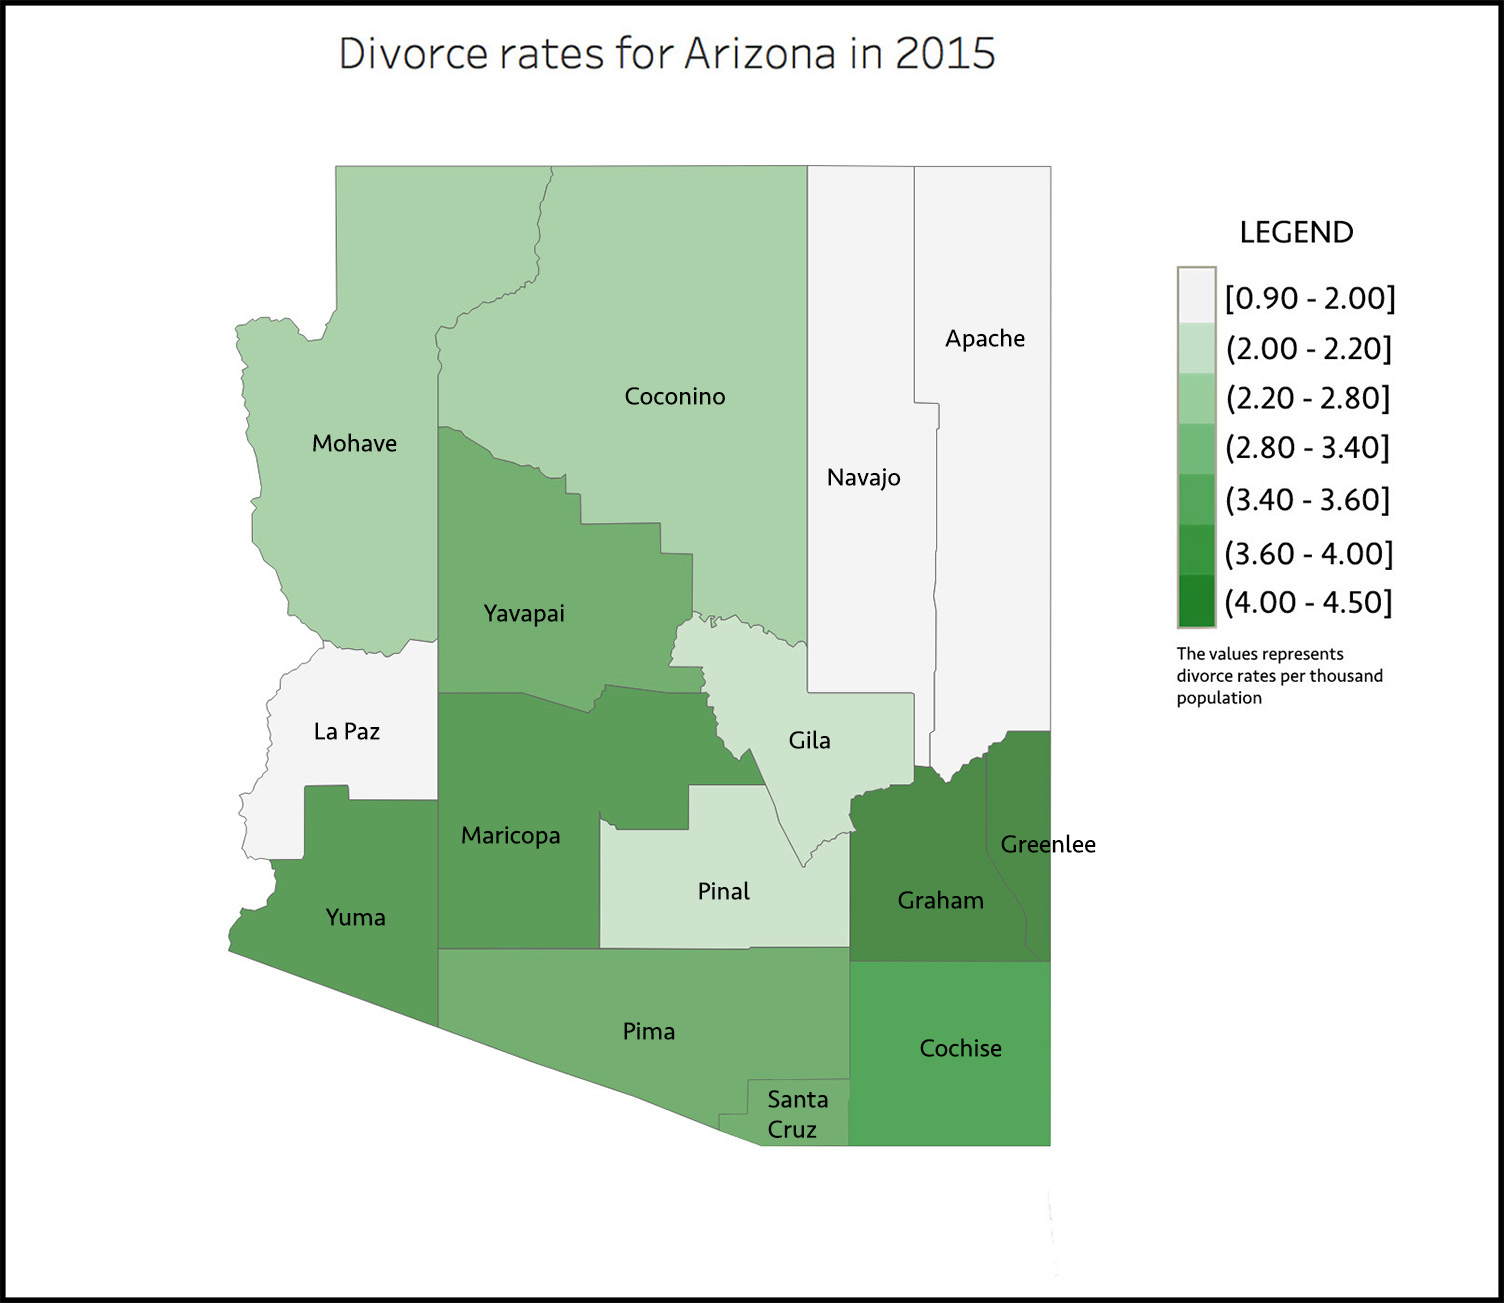 Divorce rates for Arizona in 2015
LEGEND
[0.90 - 2.00]
(2.00 - 2.20]
(2.20 - 2.80]
(2.80 - 3.40]
(3.40 - 3.60]
(3.60 - 4.00]
(4.00 - 4.50]
The values represents
divorce rates per thousand
population
Apache
Coconino
Mohave
Navajo
Yavapai
La Paz
Gila
Maricopa
Greenlee
Pinal
Graham
Yuma
Pima
Cochise
Santa
Cruz